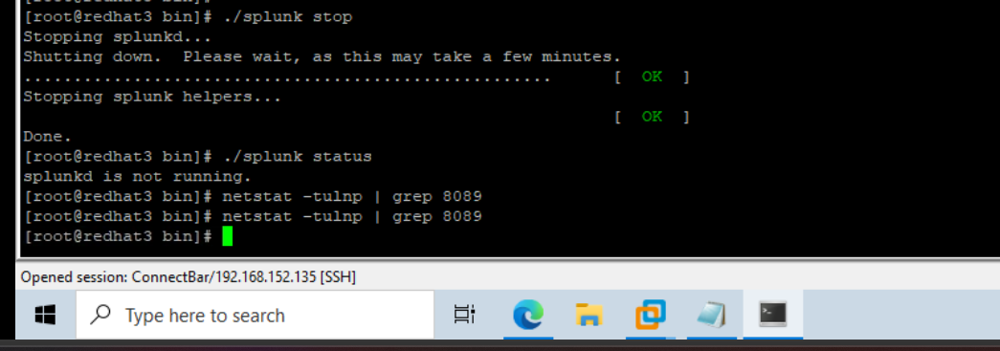 [root@redhat3 bin]# ./splunk stop
Stopping splunkd...
Shutting down.  Please wait, as this may take a few minutes.
.....................................................      [  OK  ]
Stopping splunk helpers...
[  OK  ]
Done.
[root@redhat3 bin]# ./splunk status
splunkd is not running.
[root@redhat3 bin]# netstat -tulnp | grep 8089
[root@redhat3 bin]# netstat -tulnp | grep 8089
[root@redhat3 bin]#
Opened session: ConnectBar/192.168.152.135 [SSH]
Type here to search